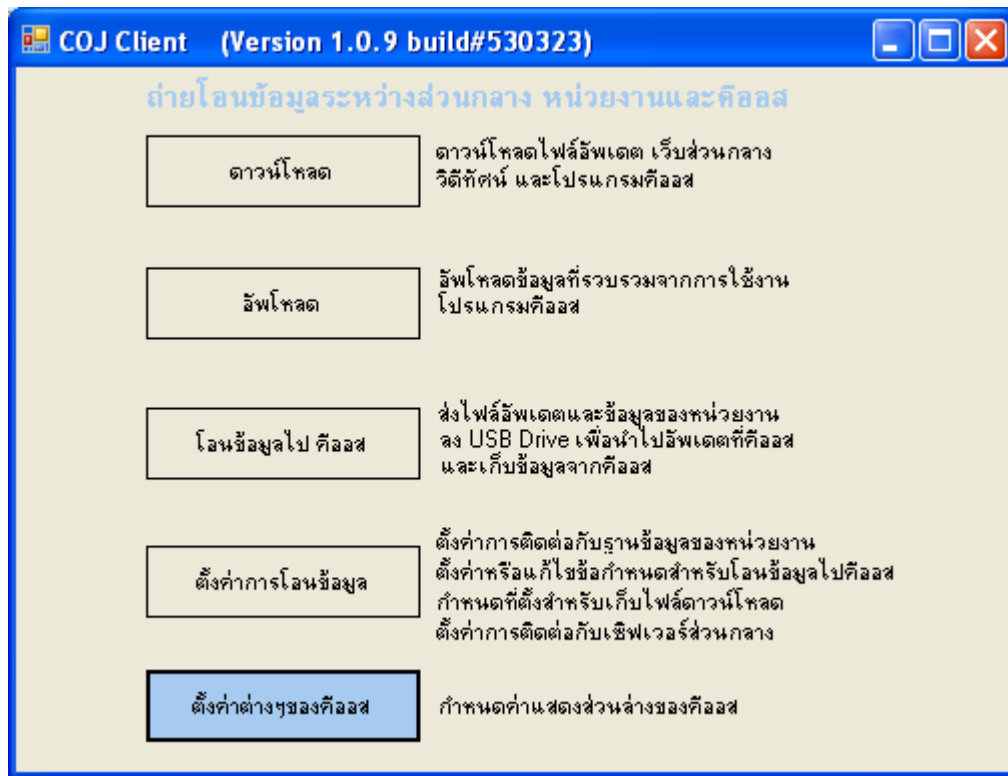 COJ Client (Version 1.0.9 build#530323)
ถ่ายโอนข้อมูลระหว่างส่วนกลาง หน่วยงานและคีออส
ดาวน์โหลด
ดาวน์โหลดไฟล์อัพเดต เว็บส่วนกลาง
วิดีทัศน์ และโปรแกรมคีออส
อัพโหลด
อัพโหลดข้อมูลที่รวบรวมจากการใช้งาน
โปรแกรมคีออส
โอนข้อมูลไป คีออส
ส่งไฟล์อัพเดตและข้อมูลของหน่วยงาน
ลง USB Drive เพื่อนำไปอัพเดตที่คีออส
และเก็บข้อมูลจากคีออส
ตั้งค่าการโอนข้อมูล
ตั้งค่าการติดต่อกับฐานข้อมูลของหน่วยงาน
ตั้งค่าหรือแก้ไขข้อกำหนดสำหรับโอนข้อมูลไปคีออส
กำหนดที่ตั้งสำหรับเก็บไฟล์ดาวน์โหลด
ตั้งค่าการติดต่อกับเซิฟเวอร์ส่วนกลาง
ตั้งค่าต่างๆของคีออส
กำหนดค่าแสดงส่วนล่างของคีออส